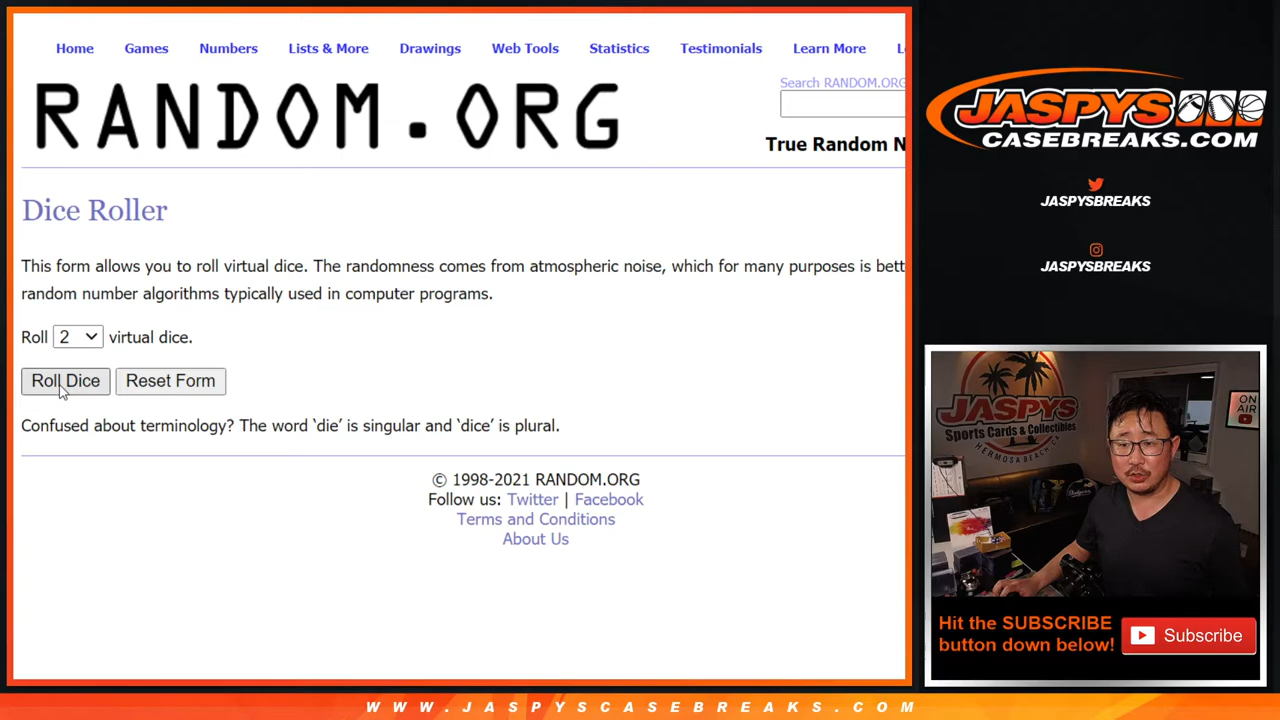 Home Games Numbers Lists & More Drawings Web Tools Statistics Testimonials Learn More
RANDOM.ORG
Search RANDOM.ORG
True Random N
Dice Roller
This form allows you to roll virtual dice. The randomness comes from atmospheric noise, which for many purposes is bett
random number algorithms typically used in computer programs.
Roll 2 virtual dice.
Roll Dice Reset Form
Confused about terminology? The word ‘die’ is singular and ‘dice’ is plural.
© 1998-2021 RANDOM.ORG
Follow us: Twitter | Facebook
Terms and Conditions
About Us
JASPYS
CASEBREAKS.COM
JASPYSBREAKS
JASPYSBREAKS
JASPYS
Sports Cards & Collectibles
HERMOSA BEACH, CA
ON
AIR
Hit the SUBSCRIBE
button down below!
Subscribe
WWW.JASPYSCASEBREAKS.COM